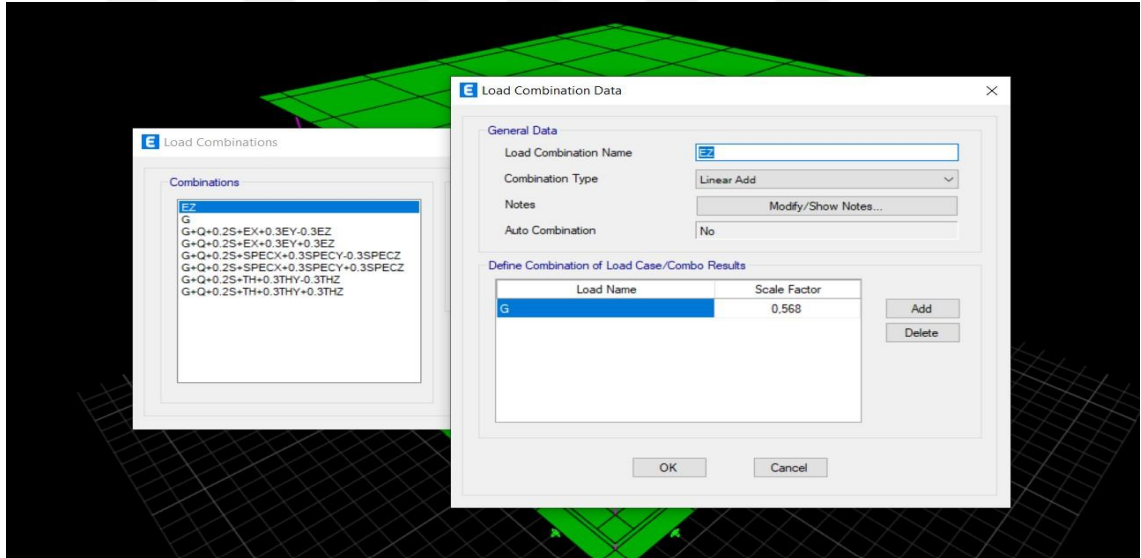 E Load Combinations
Combinations
EZ
G
G+Q+0.2S+EX+0.3EY-0.3EZ
G+Q+0.2S+EX+0.3EY+0.3EZ
G+Q+0.2S+SPECX+0.3SPECY-0.3SPECZ
G+Q+0.2S+SPECX+0.3SPECY+0.3SPECZ
G+Q+0.2S+TH+0.3THY-0.3THZ
G+Q+0.2S+TH+0.3THY+0.3THZ
E Load Combination Data
General Data
Load Combination Name EZ
Combination Type Linear Add
Notes Modify/Show Notes...
Auto Combination No
Define Combination of Load Case/Combo Results
Load Name Scale Factor
G 0,568
Add
Delete
OK Cancel